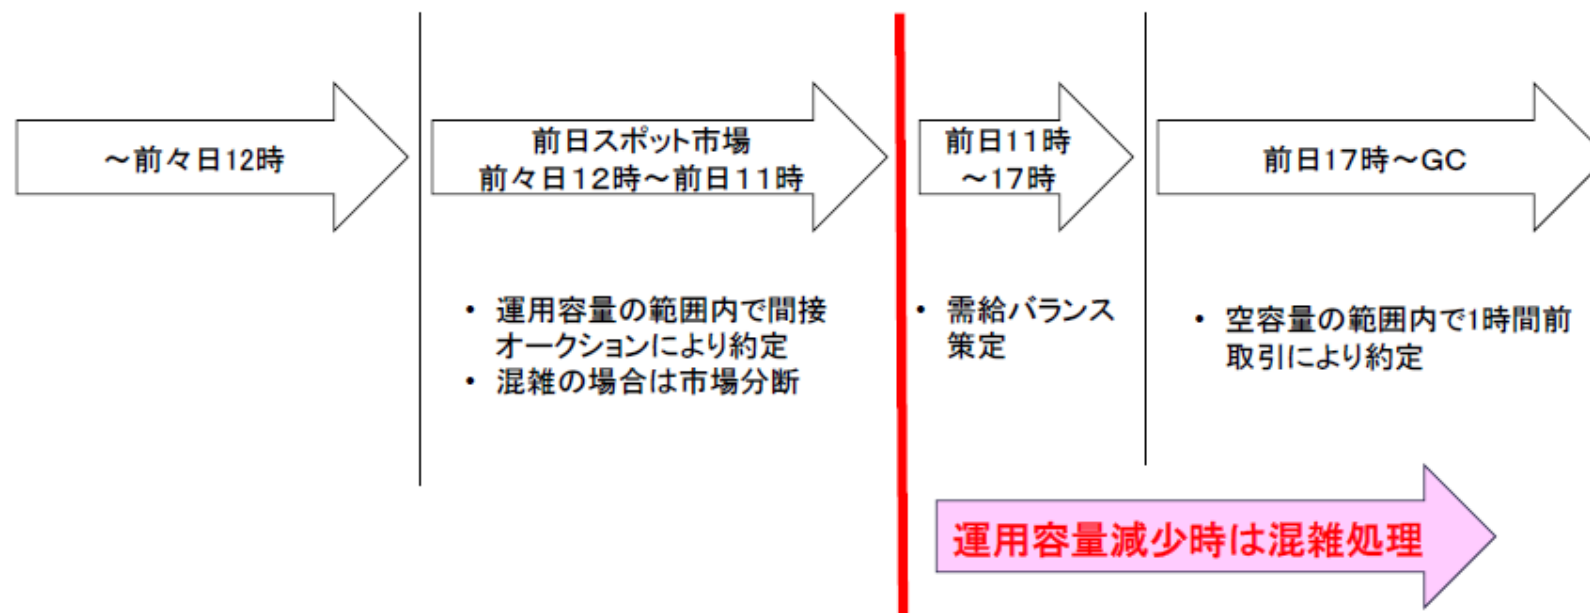 ～前々日12時
前日スポット市場
前々日12時～前日11時
前日11時
～17時
前日17時～GC
• 運用容量の範囲内で間接
オークションにより約定
• 混雑の場合は市場分断
• 需給バランス
策定
• 空容量の範囲内で1時間前
取引により約定
運用容量減少時は混雑処理